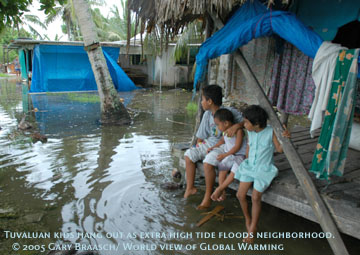 Tuvaluan kids hang out as extra high tide floods neighborhood.
© 2005 Gary Braasch/ World view of Global Warming